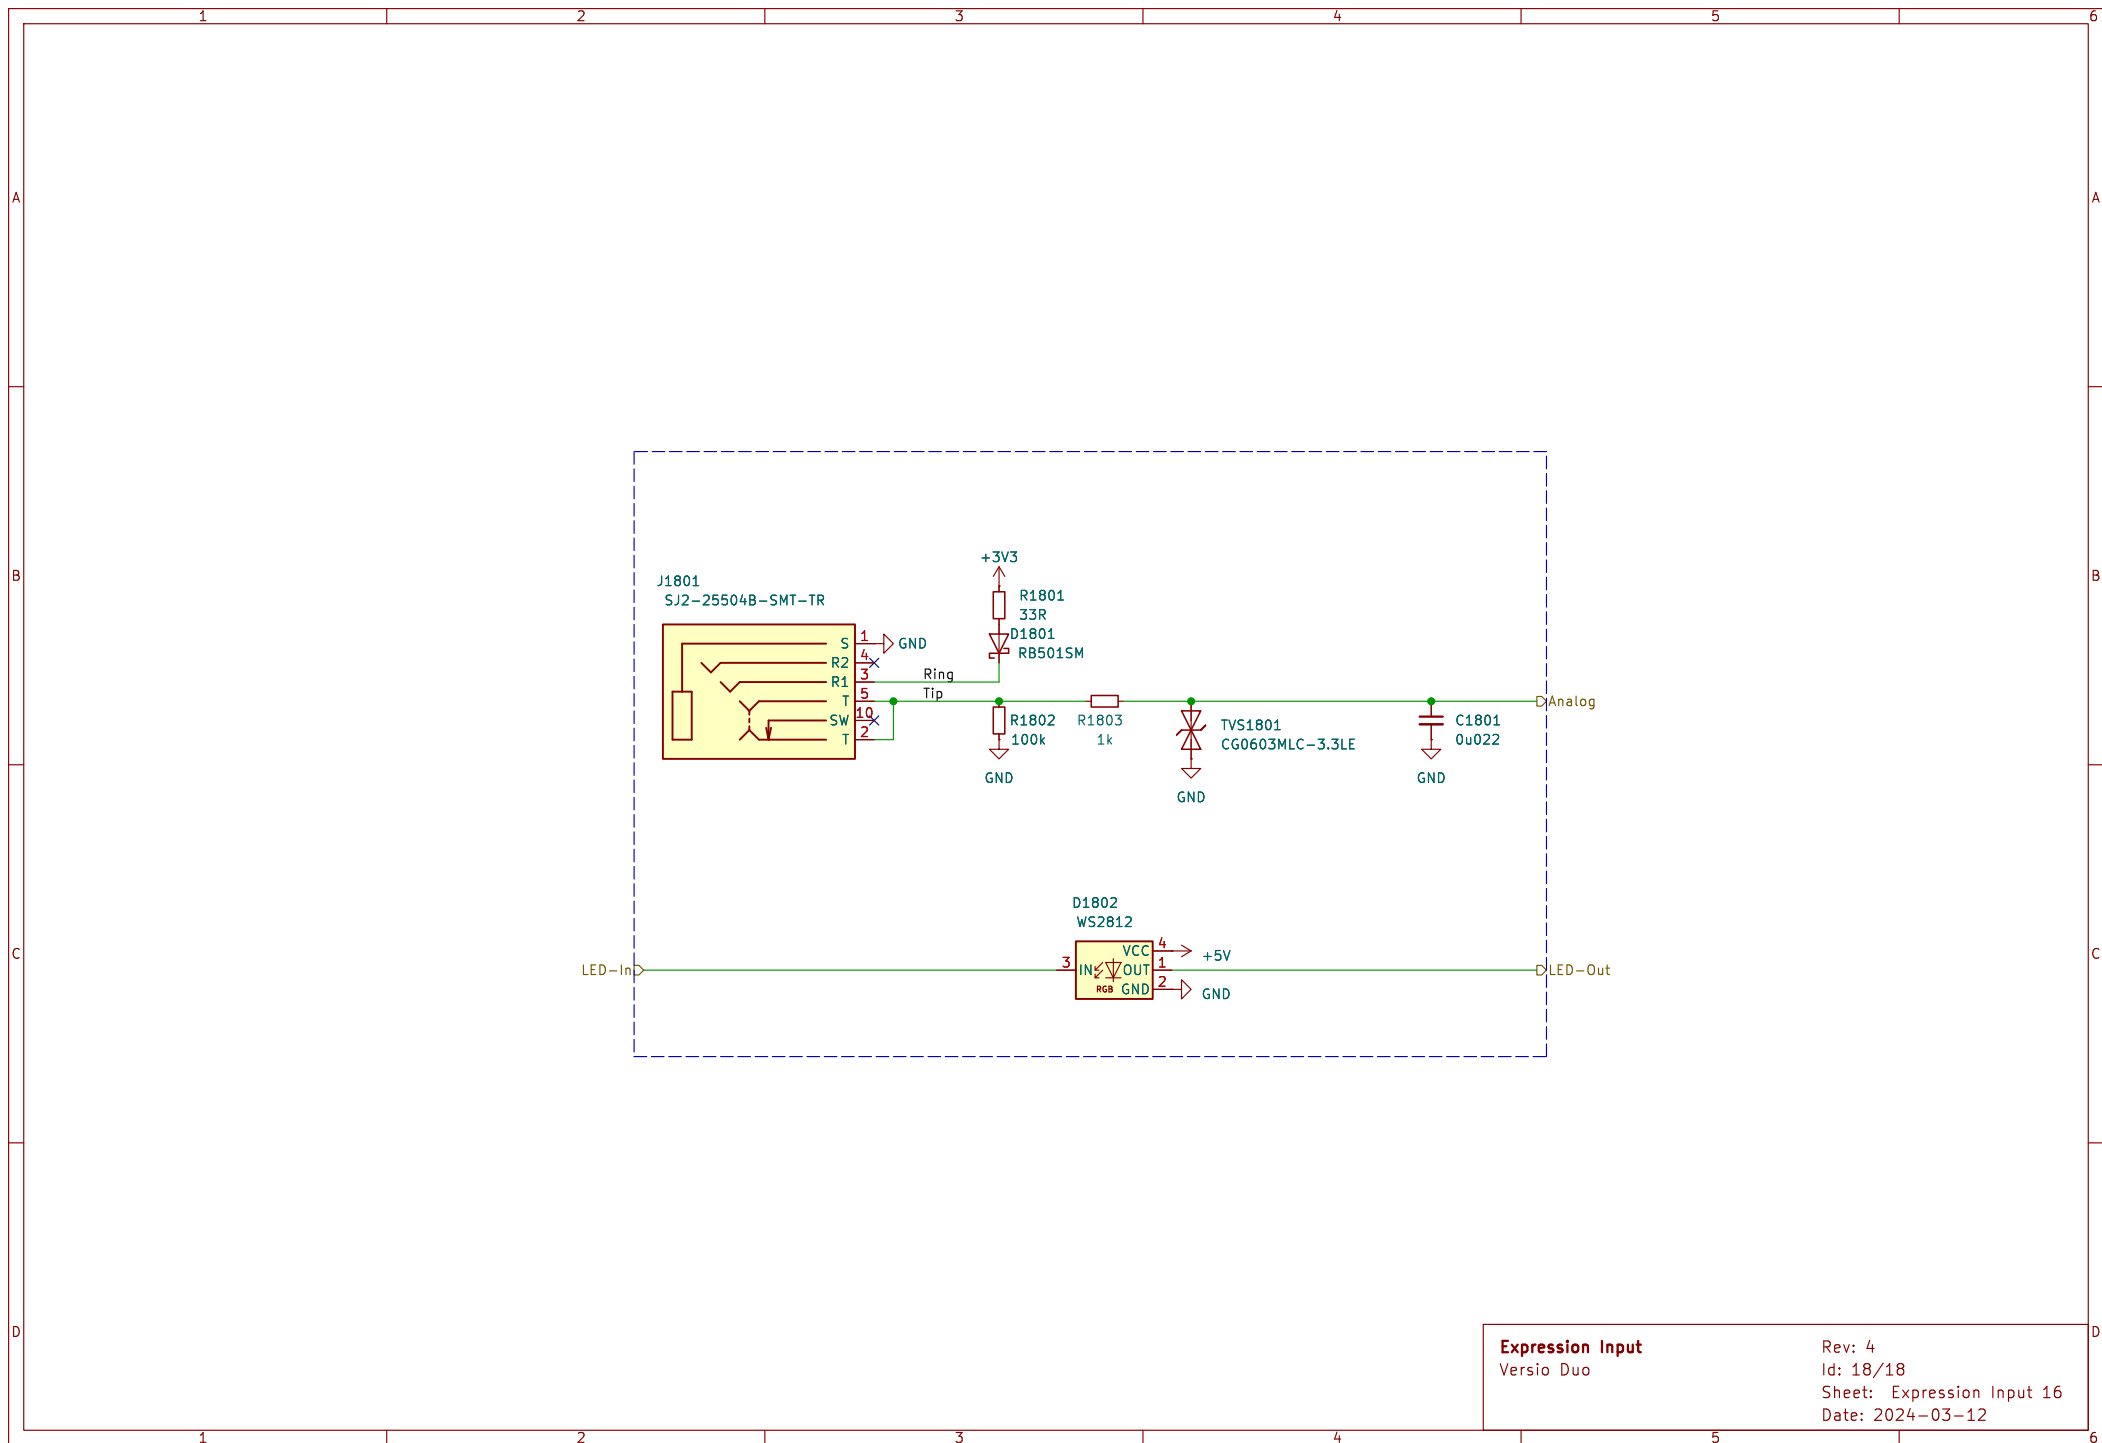 1 2 3 4 5 6
A A
B B
C C
D D
+3V3
J1801
SJ2-25504B-SMT-TR
R1801
33R
D1801
RB501SM
S 1 GND
R2 4
R1 3 Ring
T 5 Tip
SW 10
T 2
R1802
100k
GND
R1803
1k
TVS1801
CG0603MLC-3.3LE
GND
C1801
0u022
GND
Analog
D1802
WS2812
VCC 4 +5V
LED-In 3 IN OUT 1 LED-Out
RGB GND 2 GND
Expression Input
Versio Duo
Rev: 4
Id: 18/18
Sheet: Expression Input 16
Date: 2024-03-12
1 2 3 4 5 6